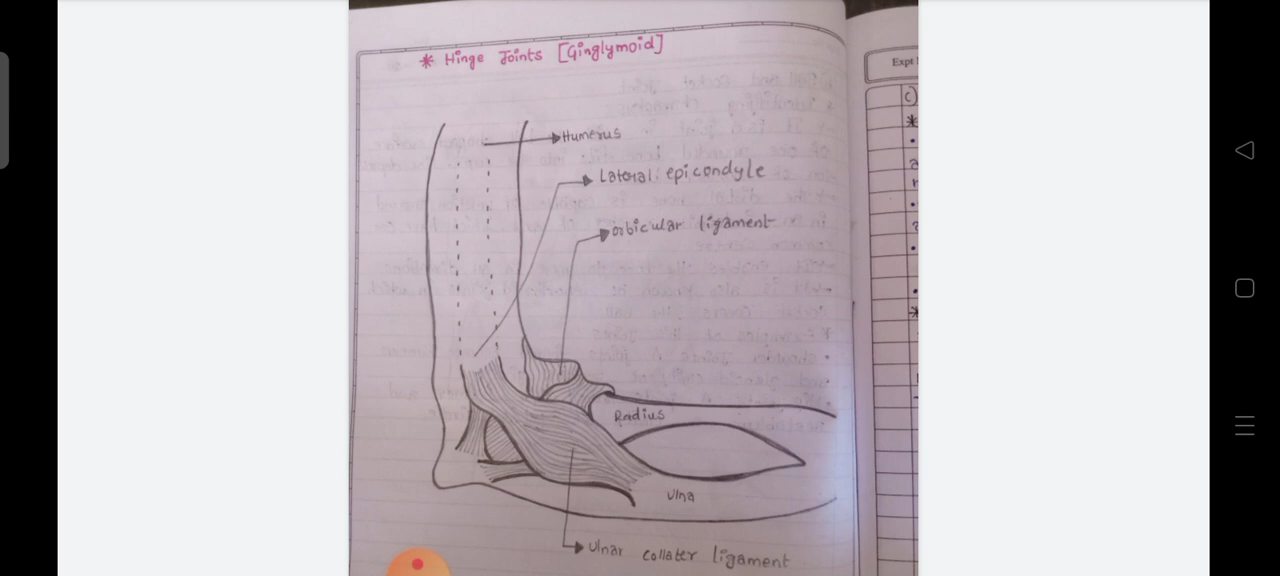 * Hinge Joints [Ginglymoid]
Humerus
Lateral epicondyle
orbicular ligament
Radius
Ulna
Ulnar collater ligament
Expt
c)
*